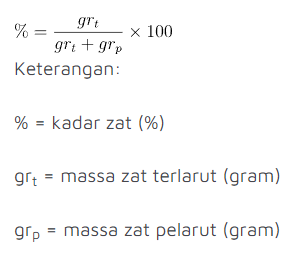 % = gr_t / (gr_t + gr_p) × 100
Keterangan:
% = kadar zat (%)
gr_t = massa zat terlarut (gram)
gr_p = massa zat pelarut (gram)